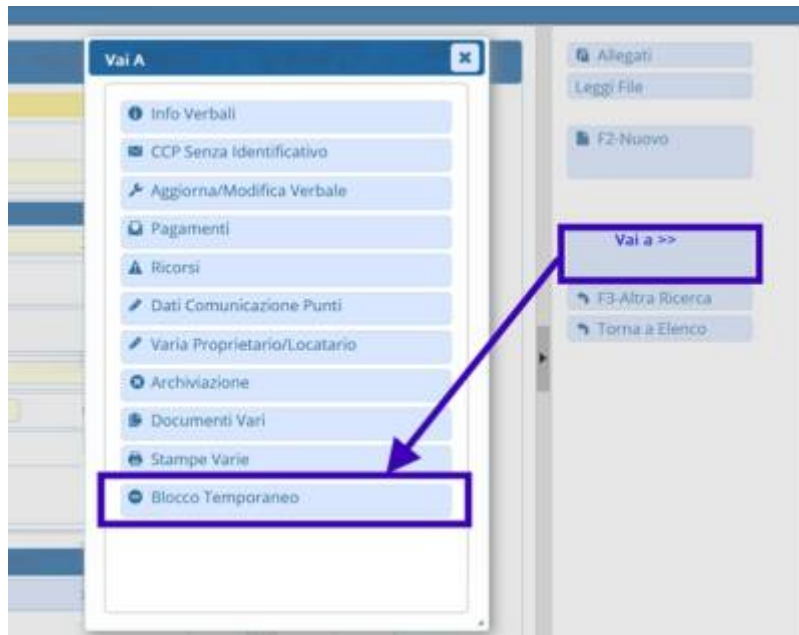 Vai A
Info Verbali
CCP Senza Identificativo
Aggiorna/Modifica Verbale
Pagamenti
Ricorsi
Dati Comunicazione Punti
Varia Proprietario/Locatario
Archiviazione
Documenti Vari
Stampe Varie
Blocco Temporaneo
Allegati
Leggi File
F2-Nuovo
Vai a >>
F3-Altra Ricerca
Torna a Elenco